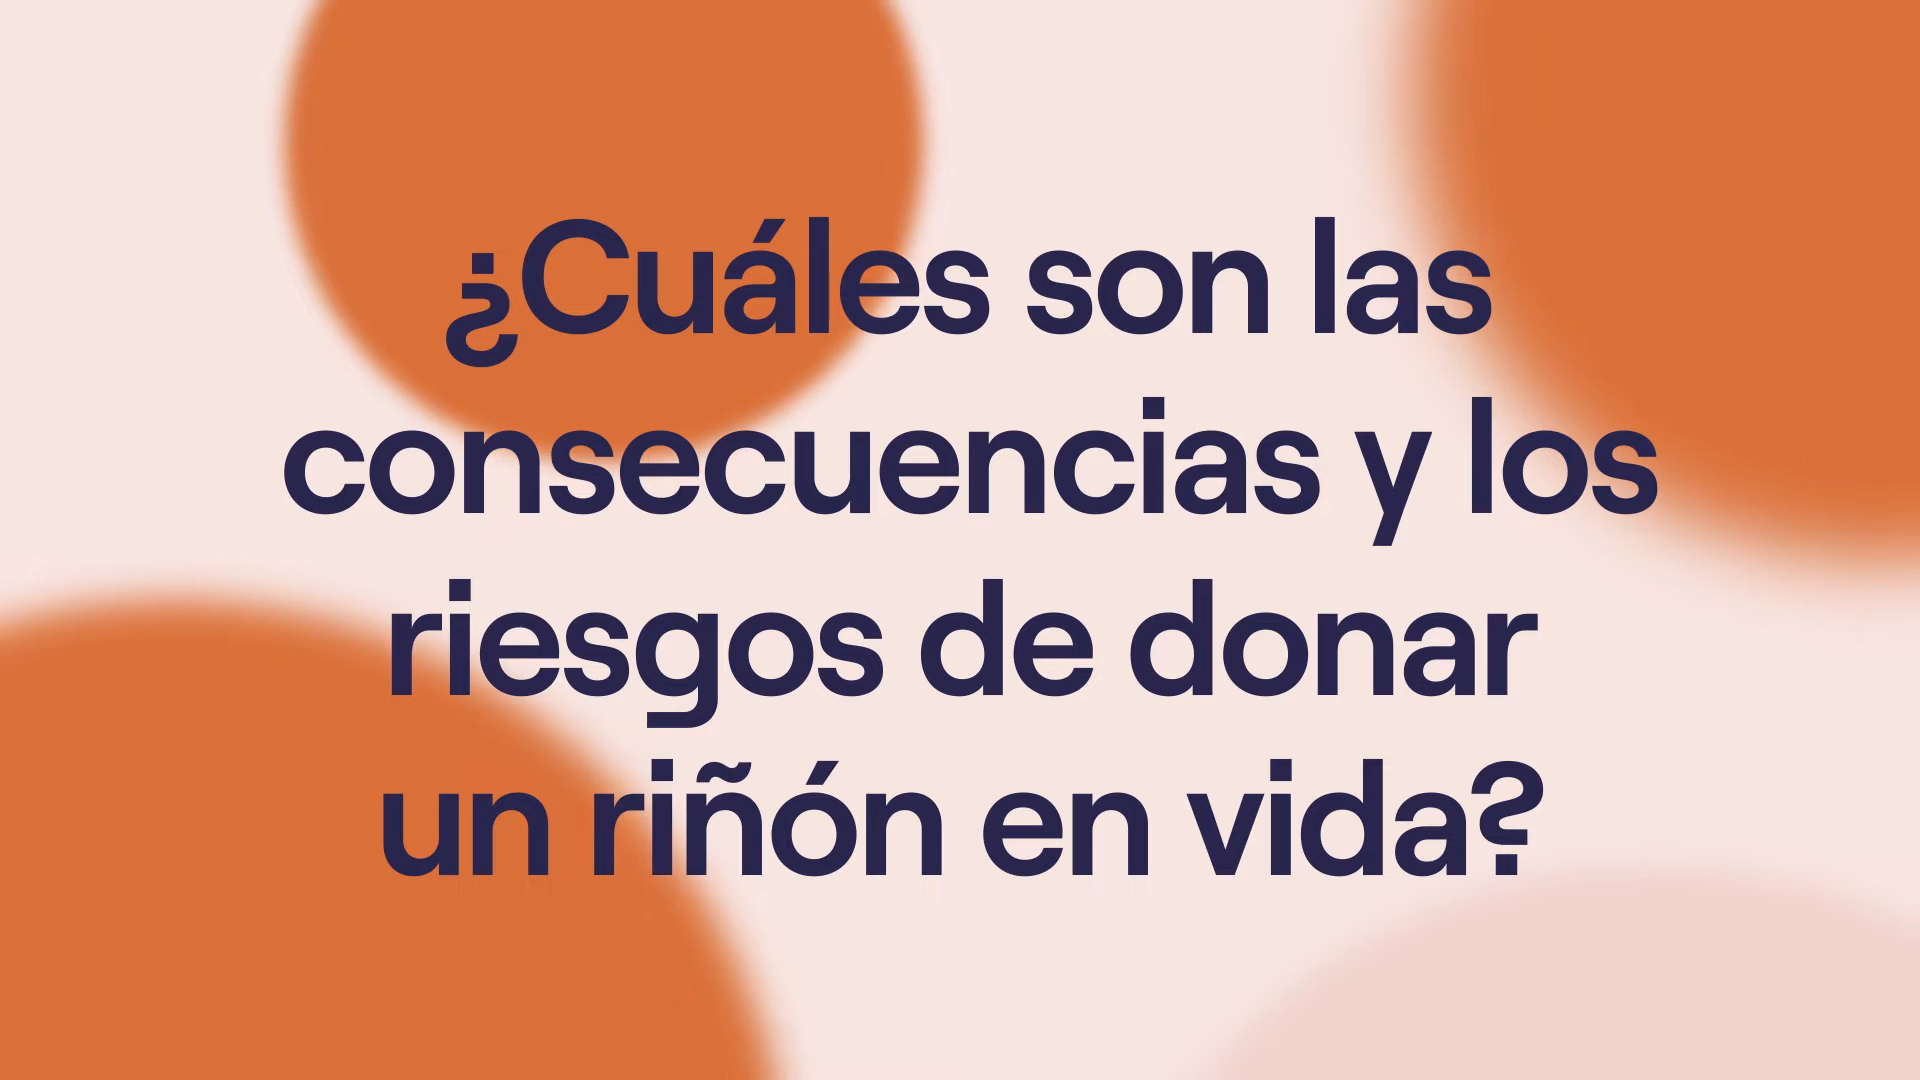 ¿Cuáles son las
consecuencias y los
riesgos de donar
un riñón en vida?